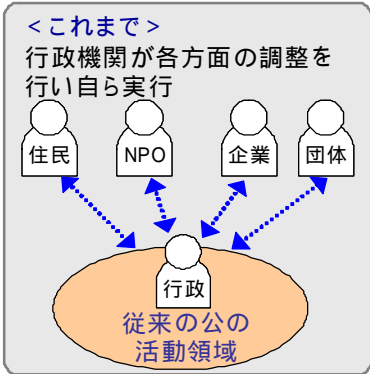 ＜これまで＞
行政機関が各方面の調整を
行い自ら実行
住民
NPO
企業
団体
行政
従来の公の
活動領域